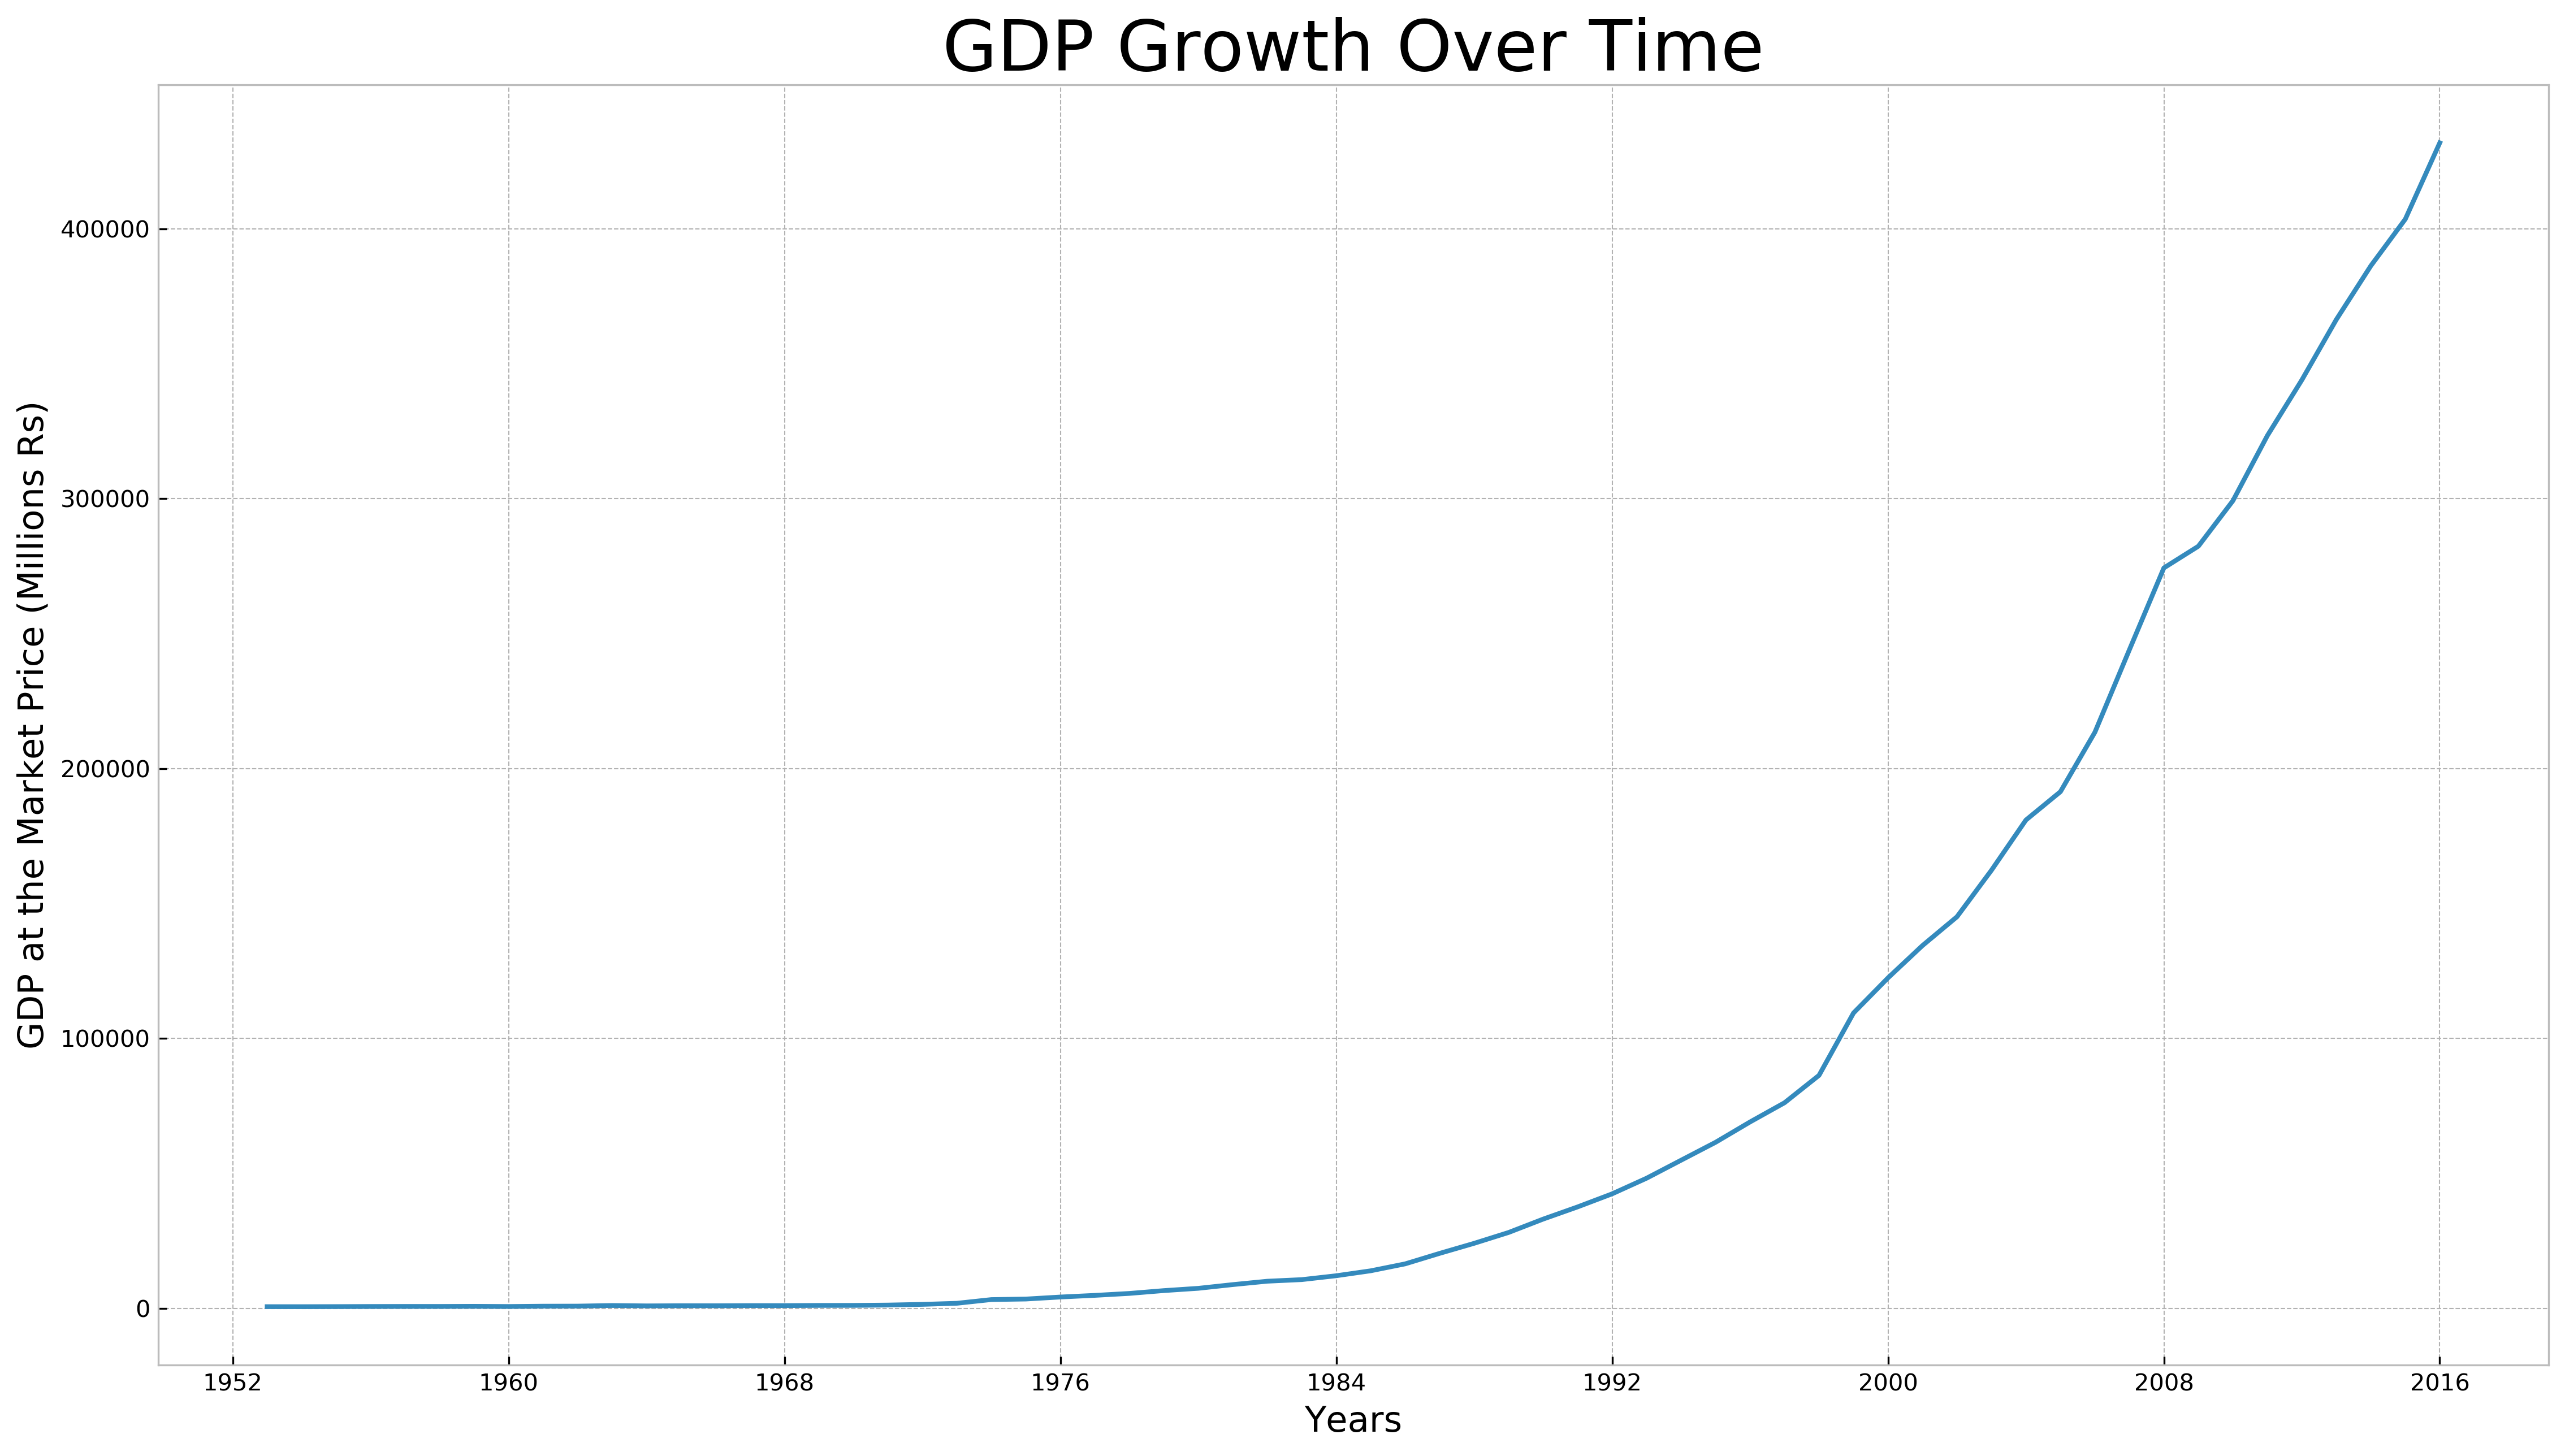 GDP Growth Over Time
GDP at the Market Price (Millions Rs)
400000
300000
200000
100000
0
1952 1960 1968 1976 1984 1992 2000 2008 2016
Years